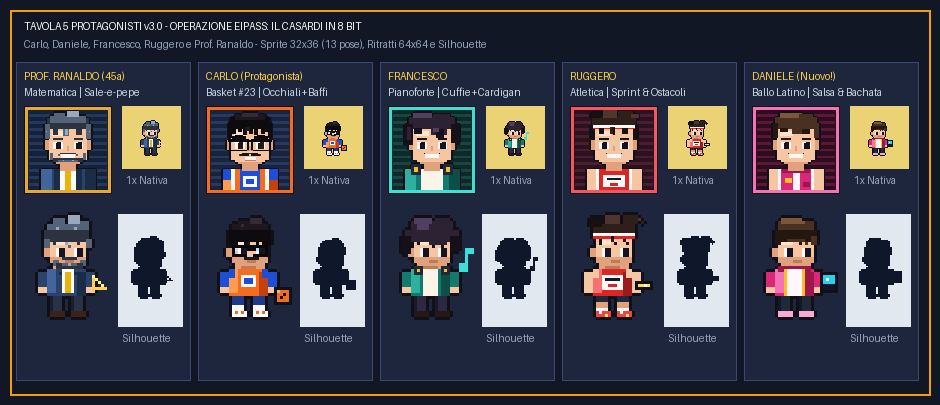 TAVOLA 5 PROTAGONISTI v3.0 - OPERAZIONE EIPASS: IL CASARDI IN 8 BIT
Carlo, Daniele, Francesco, Ruggero e Prof. Ranaldo - Sprite 32x36 (13 pose), Ritratti 64x64 e Silhouette
PROF. RANALDO (45a)
Matematica | Sale-e-pepe
1x Nativa
Silhouette
CARLO (Protagonista)
Basket #23 | Occhiali+Baffi
1x Nativa
Silhouette
FRANCESCO
Pianoforte | Cuffie+Cardigan
1x Nativa
Silhouette
RUGGERO
Atletica | Sprint & Ostacoli
1x Nativa
Silhouette
DANIELE (Nuovo!)
Ballo Latino | Salsa & Bachata
1x Nativa
Silhouette